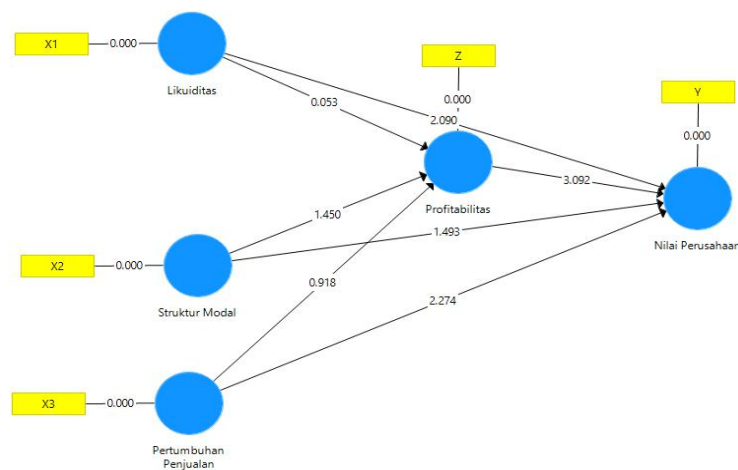 X1
0.000
Likuiditas
Z
0.000
Y
0.000
0.053
2.090
Profitabilitas
3.092
Nilai Perusahaan
1.450
1.493
X2
0.000
Struktur Modal
0.918
2.274
X3
0.000
Pertumbuhan
Penjualan